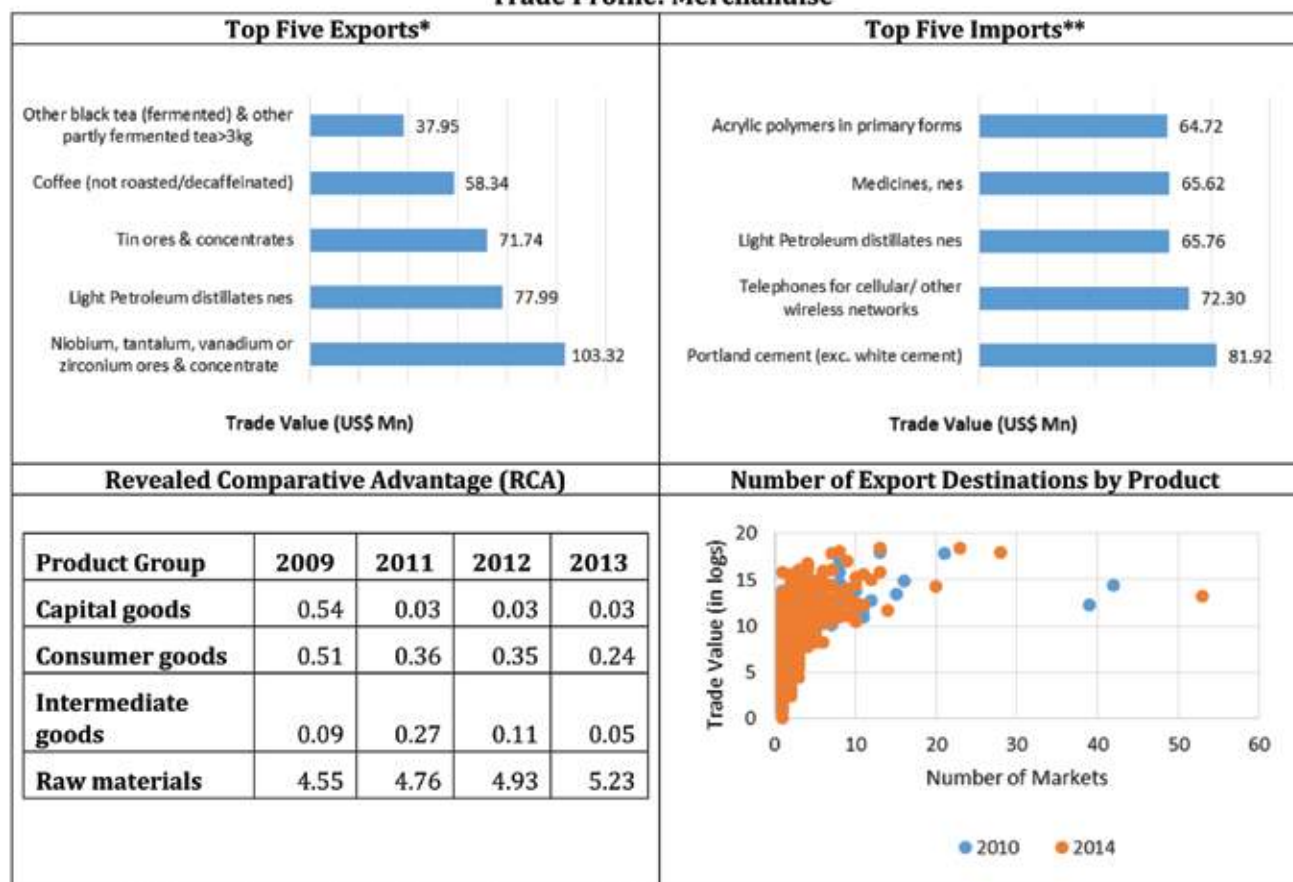 Trade Profile: Merchandise
Top Five Exports*
Other black tea (fermented) & other
partly fermented tea>3kg
37.95
Coffee (not roasted/decaffeinated)
58.34
Tin ores & concentrates
71.74
Light Petroleum distillates nes
77.99
Niobium, tantalum, vanadium or
zirconium ores & concentrate
103.32
Trade Value (US$ Mn)
Top Five Imports**
Acrylic polymers in primary forms
64.72
Medicines, nes
65.62
Light Petroleum distillates nes
65.76
Telephones for cellular/ other
wireless networks
72.30
Portland cement (exc. white cement)
81.92
Trade Value (US$ Mn)
Revealed Comparative Advantage (RCA)
Product Group 2009 2011 2012 2013
Capital goods 0.54 0.03 0.03 0.03
Consumer goods 0.51 0.36 0.35 0.24
Intermediate
goods 0.09 0.27 0.11 0.05
Raw materials 4.55 4.76 4.93 5.23
Number of Export Destinations by Product
Trade Value (in logs)
20
15
10
5
0
0 10 20 30 40 50 60
Number of Markets
2010 2014